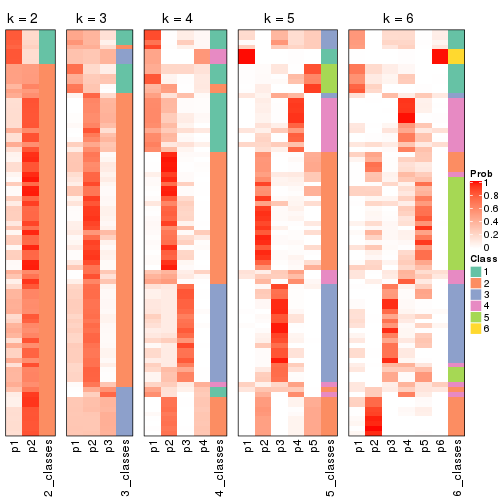 k = 2
k = 3
k = 4
k = 5
k = 6
Prob
1
0.8
0.6
0.4
0.2
0
Class
1
2
3
4
5
6
p1
p2
2_classes
p1
p2
p3
3_classes
p1
p2
p3
p4
4_classes
p1
p2
p3
p4
p5
5_classes
p1
p2
p3
p4
p5
p6
6_classes